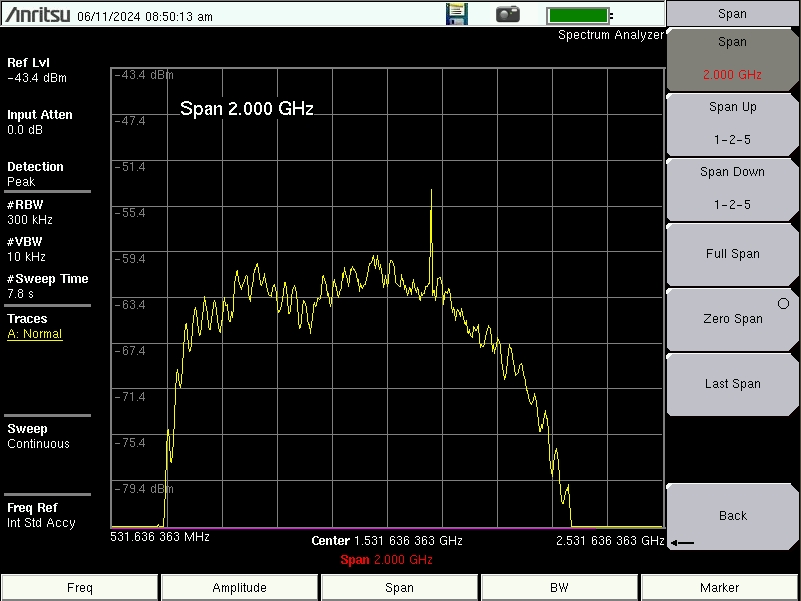 Anritsu 06/11/2024 08:50:13 am
Spectrum Analyzer
Ref Lvl
-43.4 dBm
Input Atten
0.0 dB
Detection
Peak
#RBW
300 kHz
#VBW
10 kHz
#Sweep Time
7.8 s
Traces
A: Normal
Sweep
Continuous
Freq Ref
Int Std Accy
-43.4 dBm
Span 2.000 GHz
-47.4
-51.4
-55.4
-59.4
-63.4
-67.4
-71.4
-75.4
-79.4 dBm
531.636 363 MHz
Center 1.531 636 363 GHz
2.531 636 363 GHz
Span 2.000 GHz
Span
Span
2.000 GHz
Span Up
1-2-5
Span Down
1-2-5
Full Span
Zero Span
Last Span
Back
Freq
Amplitude
Span
BW
Marker